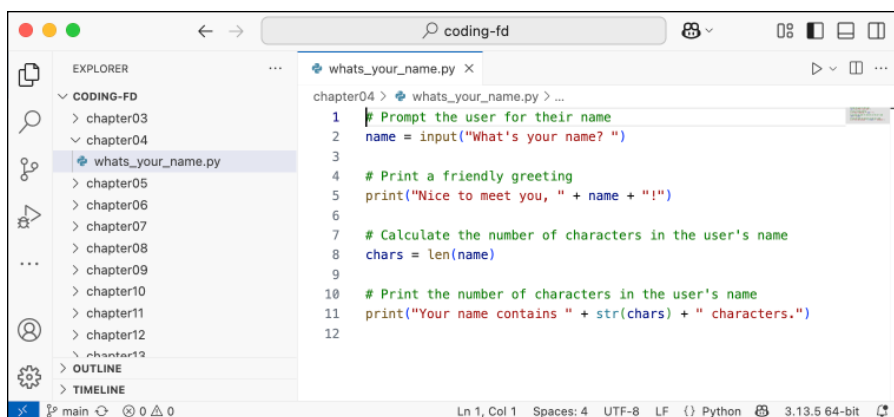 coding-fd
EXPLORER
CODING-FD
chapter03
chapter04
whats_your_name.py
chapter05
chapter06
chapter07
chapter08
chapter09
chapter10
chapter11
chapter12
chapter13
OUTLINE
TIMELINE
whats_your_name.py
chapter04 > whats_your_name.py > ...
1 # Prompt the user for their name
2 name = input("What's your name? ")
3
4 # Print a friendly greeting
5 print("Nice to meet you, " + name + "!")
6
7 # Calculate the number of characters in the user's name
8 chars = len(name)
9
10 # Print the number of characters in the user's name
11 print("Your name contains " + str(chars) + " characters.")
12
main 0 0 Ln 1, Col 1 Spaces: 4 UTF-8 LF {} Python 3.13.5 64-bit